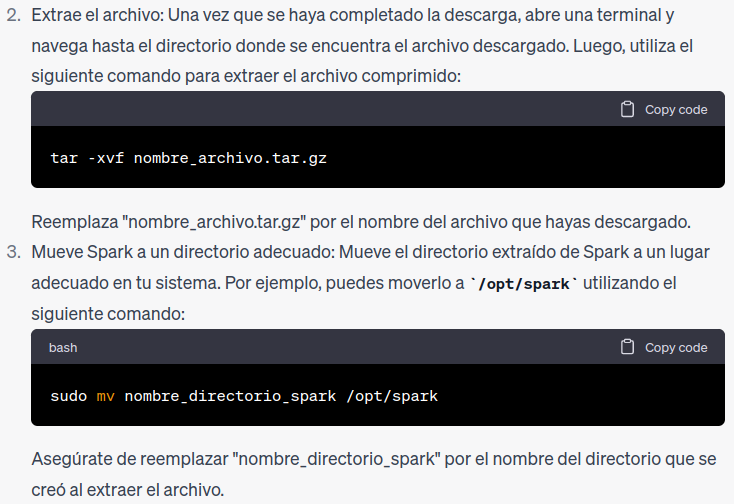 2. Extrae el archivo: Una vez que se haya completado la descarga, abre una terminal y
navega hasta el directorio donde se encuentra el archivo descargado. Luego, utiliza el
siguiente comando para extraer el archivo comprimido:
Copy code
tar -xvf nombre_archivo.tar.gz
Reemplaza "nombre_archivo.tar.gz" por el nombre del archivo que hayas descargado.
3. Mueve Spark a un directorio adecuado: Mueve el directorio extraído de Spark a un lugar
adecuado en tu sistema. Por ejemplo, puedes moverlo a `/opt/spark` utilizando el
siguiente comando:
bash Copy code
sudo mv nombre_directorio_spark /opt/spark
Asegúrate de reemplazar "nombre_directorio_spark" por el nombre del directorio que se
creó al extraer el archivo.